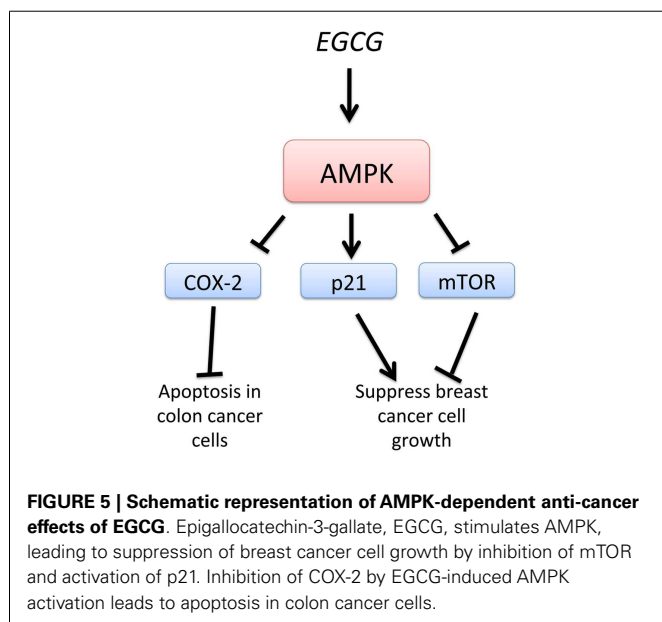 EGCG
AMPK
COX-2
p21
mTOR
Apoptosis in
colon cancer
cells
Suppress breast
cancer cell
growth
FIGURE 5 | Schematic representation of AMPK-dependent anti-cancer
effects of EGCG. Epigallocatechin-3-gallate, EGCG, stimulates AMPK,
leading to suppression of breast cancer cell growth by inhibition of mTOR
and activation of p21. Inhibition of COX-2 by EGCG-induced AMPK
activation leads to apoptosis in colon cancer cells.